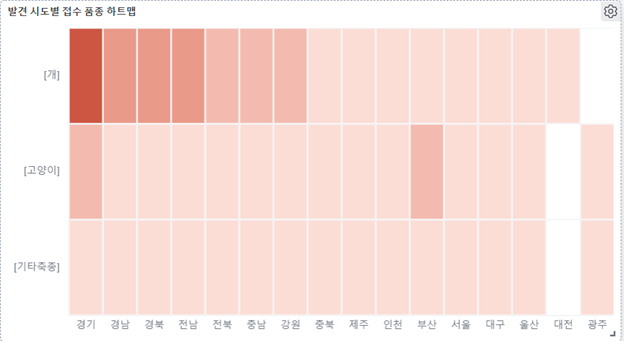 발견 시도별 접수 품종 하트맵
[개]
[고양이]
[기타축종]
경기 경남 경북 전남 전북 충남 강원 충북 제주 인천 부산 서울 대구 울산 대전 광주